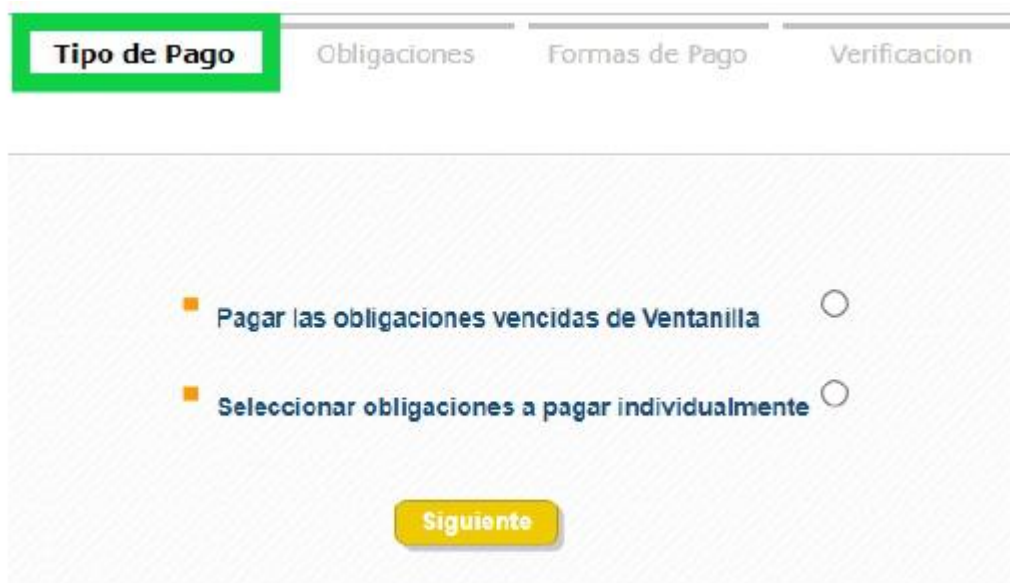 Tipo de Pago Obligaciones Formas de Pago Verificacion
Pagar las obligaciones vencidas de Ventanilla
Seleccionar obligaciones a pagar individualmente
Siguiente